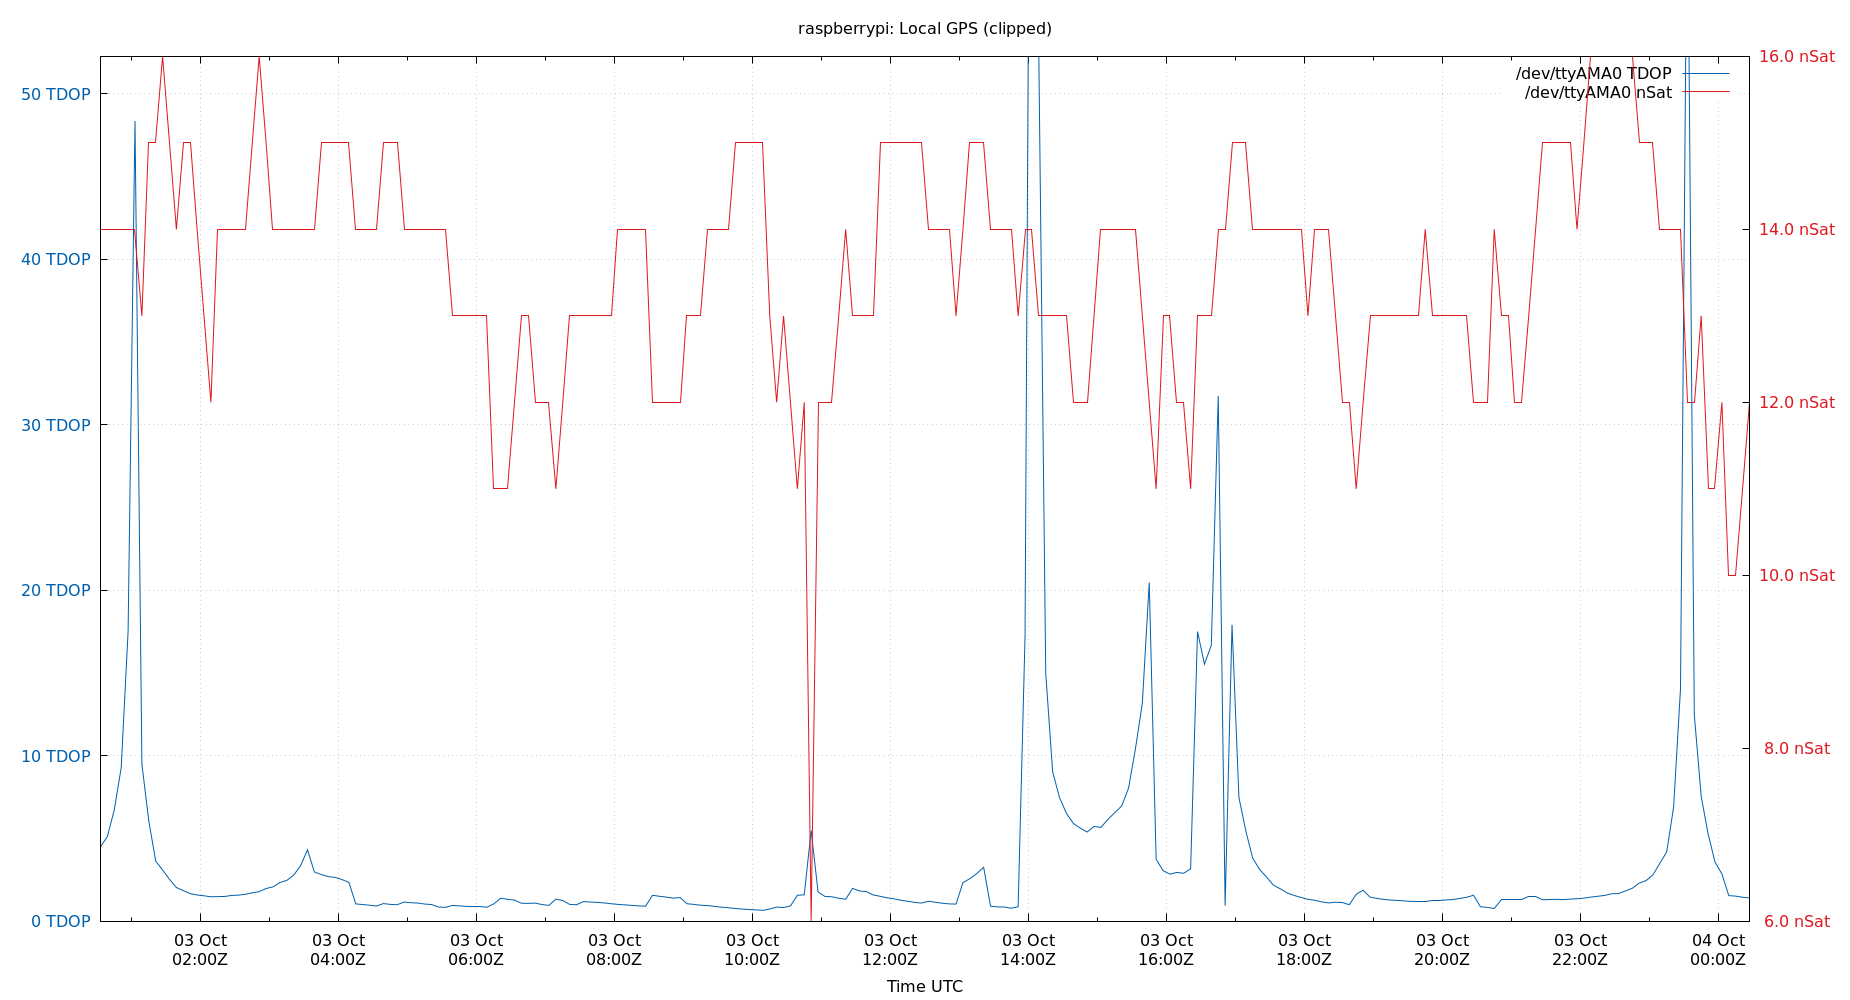 raspberrypi: Local GPS (clipped)
16.0 nSat
/dev/ttyAMA0 TDOP
/dev/ttyAMA0 nSat
50 TDOP
14.0 nSat
40 TDOP
12.0 nSat
30 TDOP
10.0 nSat
20 TDOP
8.0 nSat
10 TDOP
6.0 nSat
0 TDOP
03 Oct 03 Oct 03 Oct 03 Oct 03 Oct 03 Oct 03 Oct 03 Oct 03 Oct 03 Oct 03 Oct 04 Oct
02:00Z 04:00Z 06:00Z 08:00Z 10:00Z 12:00Z 14:00Z 16:00Z 18:00Z 20:00Z 22:00Z 00:00Z
Time UTC